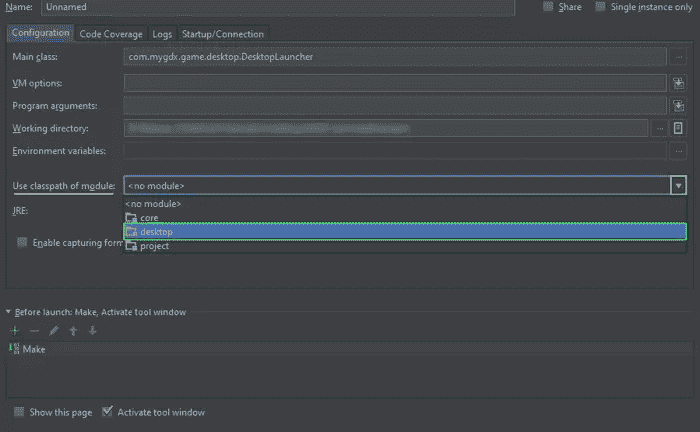 Name: Unnamed Share Single instance only
Configuration Code Coverage Logs Startup/Connection
Main class: com.mygdx.game.desktop.DesktopLauncher ...
VM options:
Program arguments:
Working directory: ...
Environment variables: ...
Use classpath of module: <no module>
<no module>
JRE:
core
desktop
Enable capturing form
project
Before launch: Make, Activate tool window
Make
Show this page Activate tool window